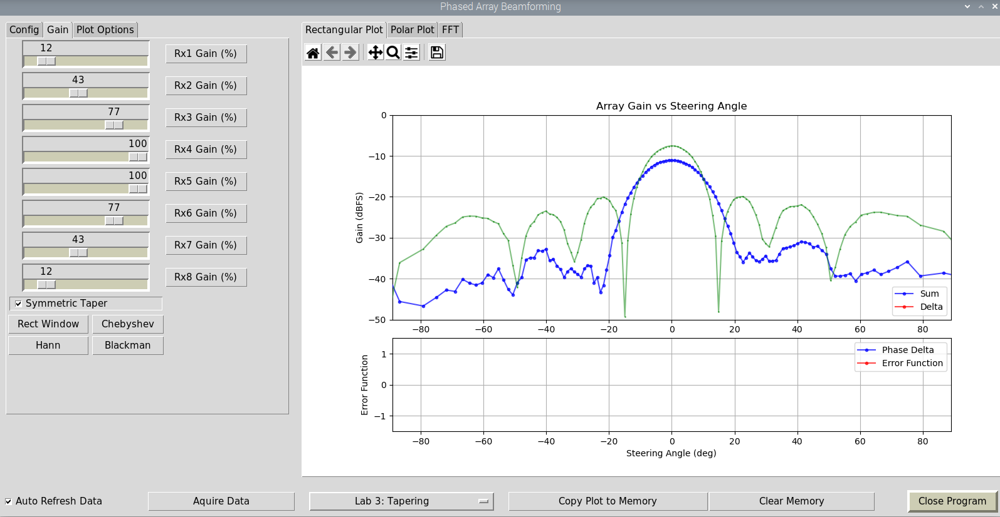 Phased Array Beamforming
Config Gain Plot Options
12
Rx1 Gain (%)
43
Rx2 Gain (%)
77
Rx3 Gain (%)
100
Rx4 Gain (%)
100
Rx5 Gain (%)
77
Rx6 Gain (%)
43
Rx7 Gain (%)
12
Rx8 Gain (%)
Symmetric Taper
Rect Window Chebyshev
Hann Blackman
Rectangular Plot Polar Plot FFT
Array Gain vs Steering Angle
Gain (dBFS)
0
−10
−20
−30
−40
−50
−80 −60 −40 −20 0 20 40 60 80
Sum
Delta
Error Function
1
0
−1
Phase Delta
Error Function
−80 −60 −40 −20 0 20 40 60 80
Steering Angle (deg)
Auto Refresh Data Aquire Data Lab 3: Tapering Copy Plot to Memory Clear Memory Close Program